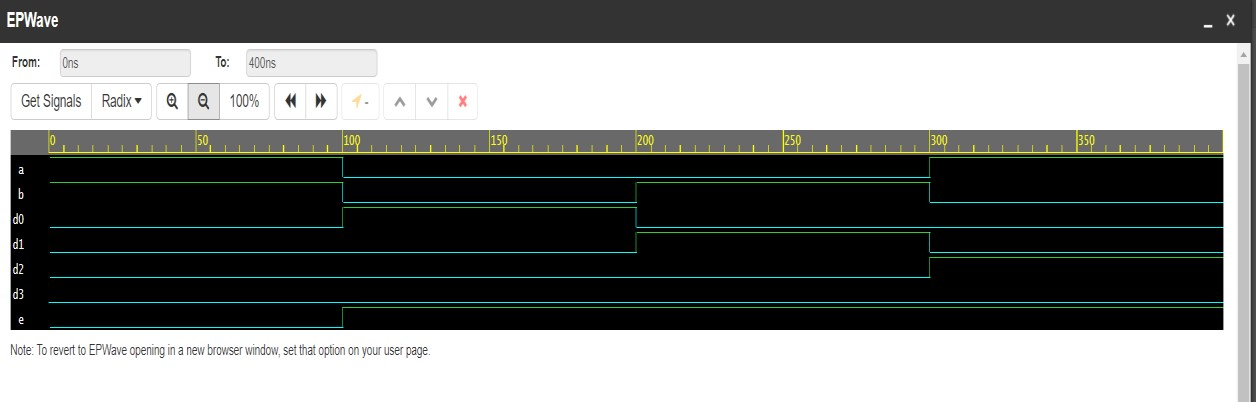 EPWave
From: 0ns To: 400ns
Get Signals Radix 100%
0 50 100 150 200 250 300 350
a
b
d0
d1
d2
d3
e
Note: To revert to EPWave opening in a new browser window, set that option on your user page.